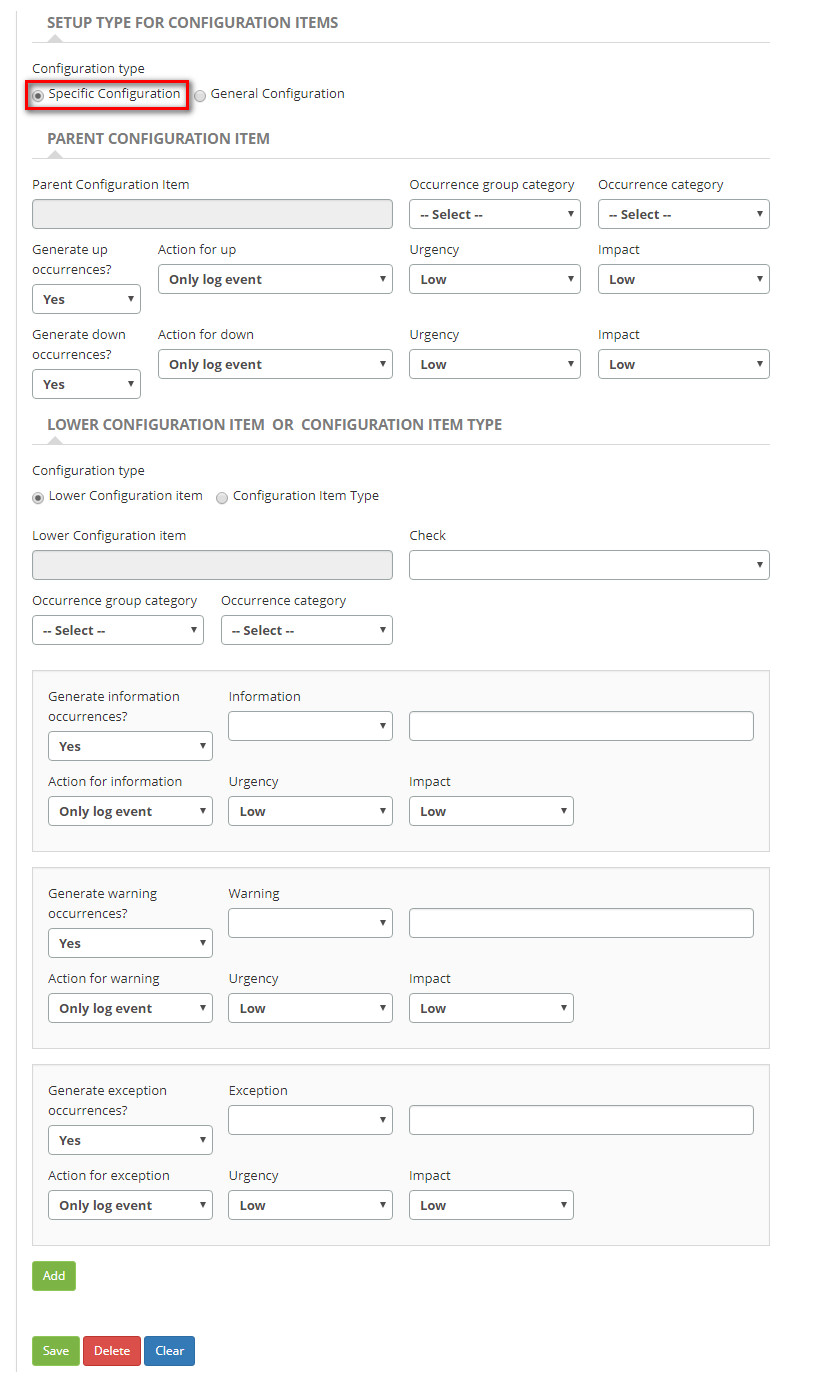 SETUP TYPE FOR CONFIGURATION ITEMS
Configuration type
Specific Configuration General Configuration
PARENT CONFIGURATION ITEM
Parent Configuration Item Occurrence group category Occurrence category
-- Select -- -- Select --
Generate up occurrences? Action for up Urgency Impact
Yes Only log event Low Low
Generate down occurrences? Action for down Urgency Impact
Yes Only log event Low Low
LOWER CONFIGURATION ITEM OR CONFIGURATION ITEM TYPE
Configuration type
Lower Configuration item Configuration Item Type
Lower Configuration item Check
Occurrence group category Occurrence category
-- Select -- -- Select --
Generate information occurrences? Information
Yes
Action for information Urgency Impact
Only log event Low Low
Generate warning occurrences? Warning
Yes
Action for warning Urgency Impact
Only log event Low Low
Generate exception occurrences? Exception
Yes
Action for exception Urgency Impact
Only log event Low Low
Add
Save Delete Clear